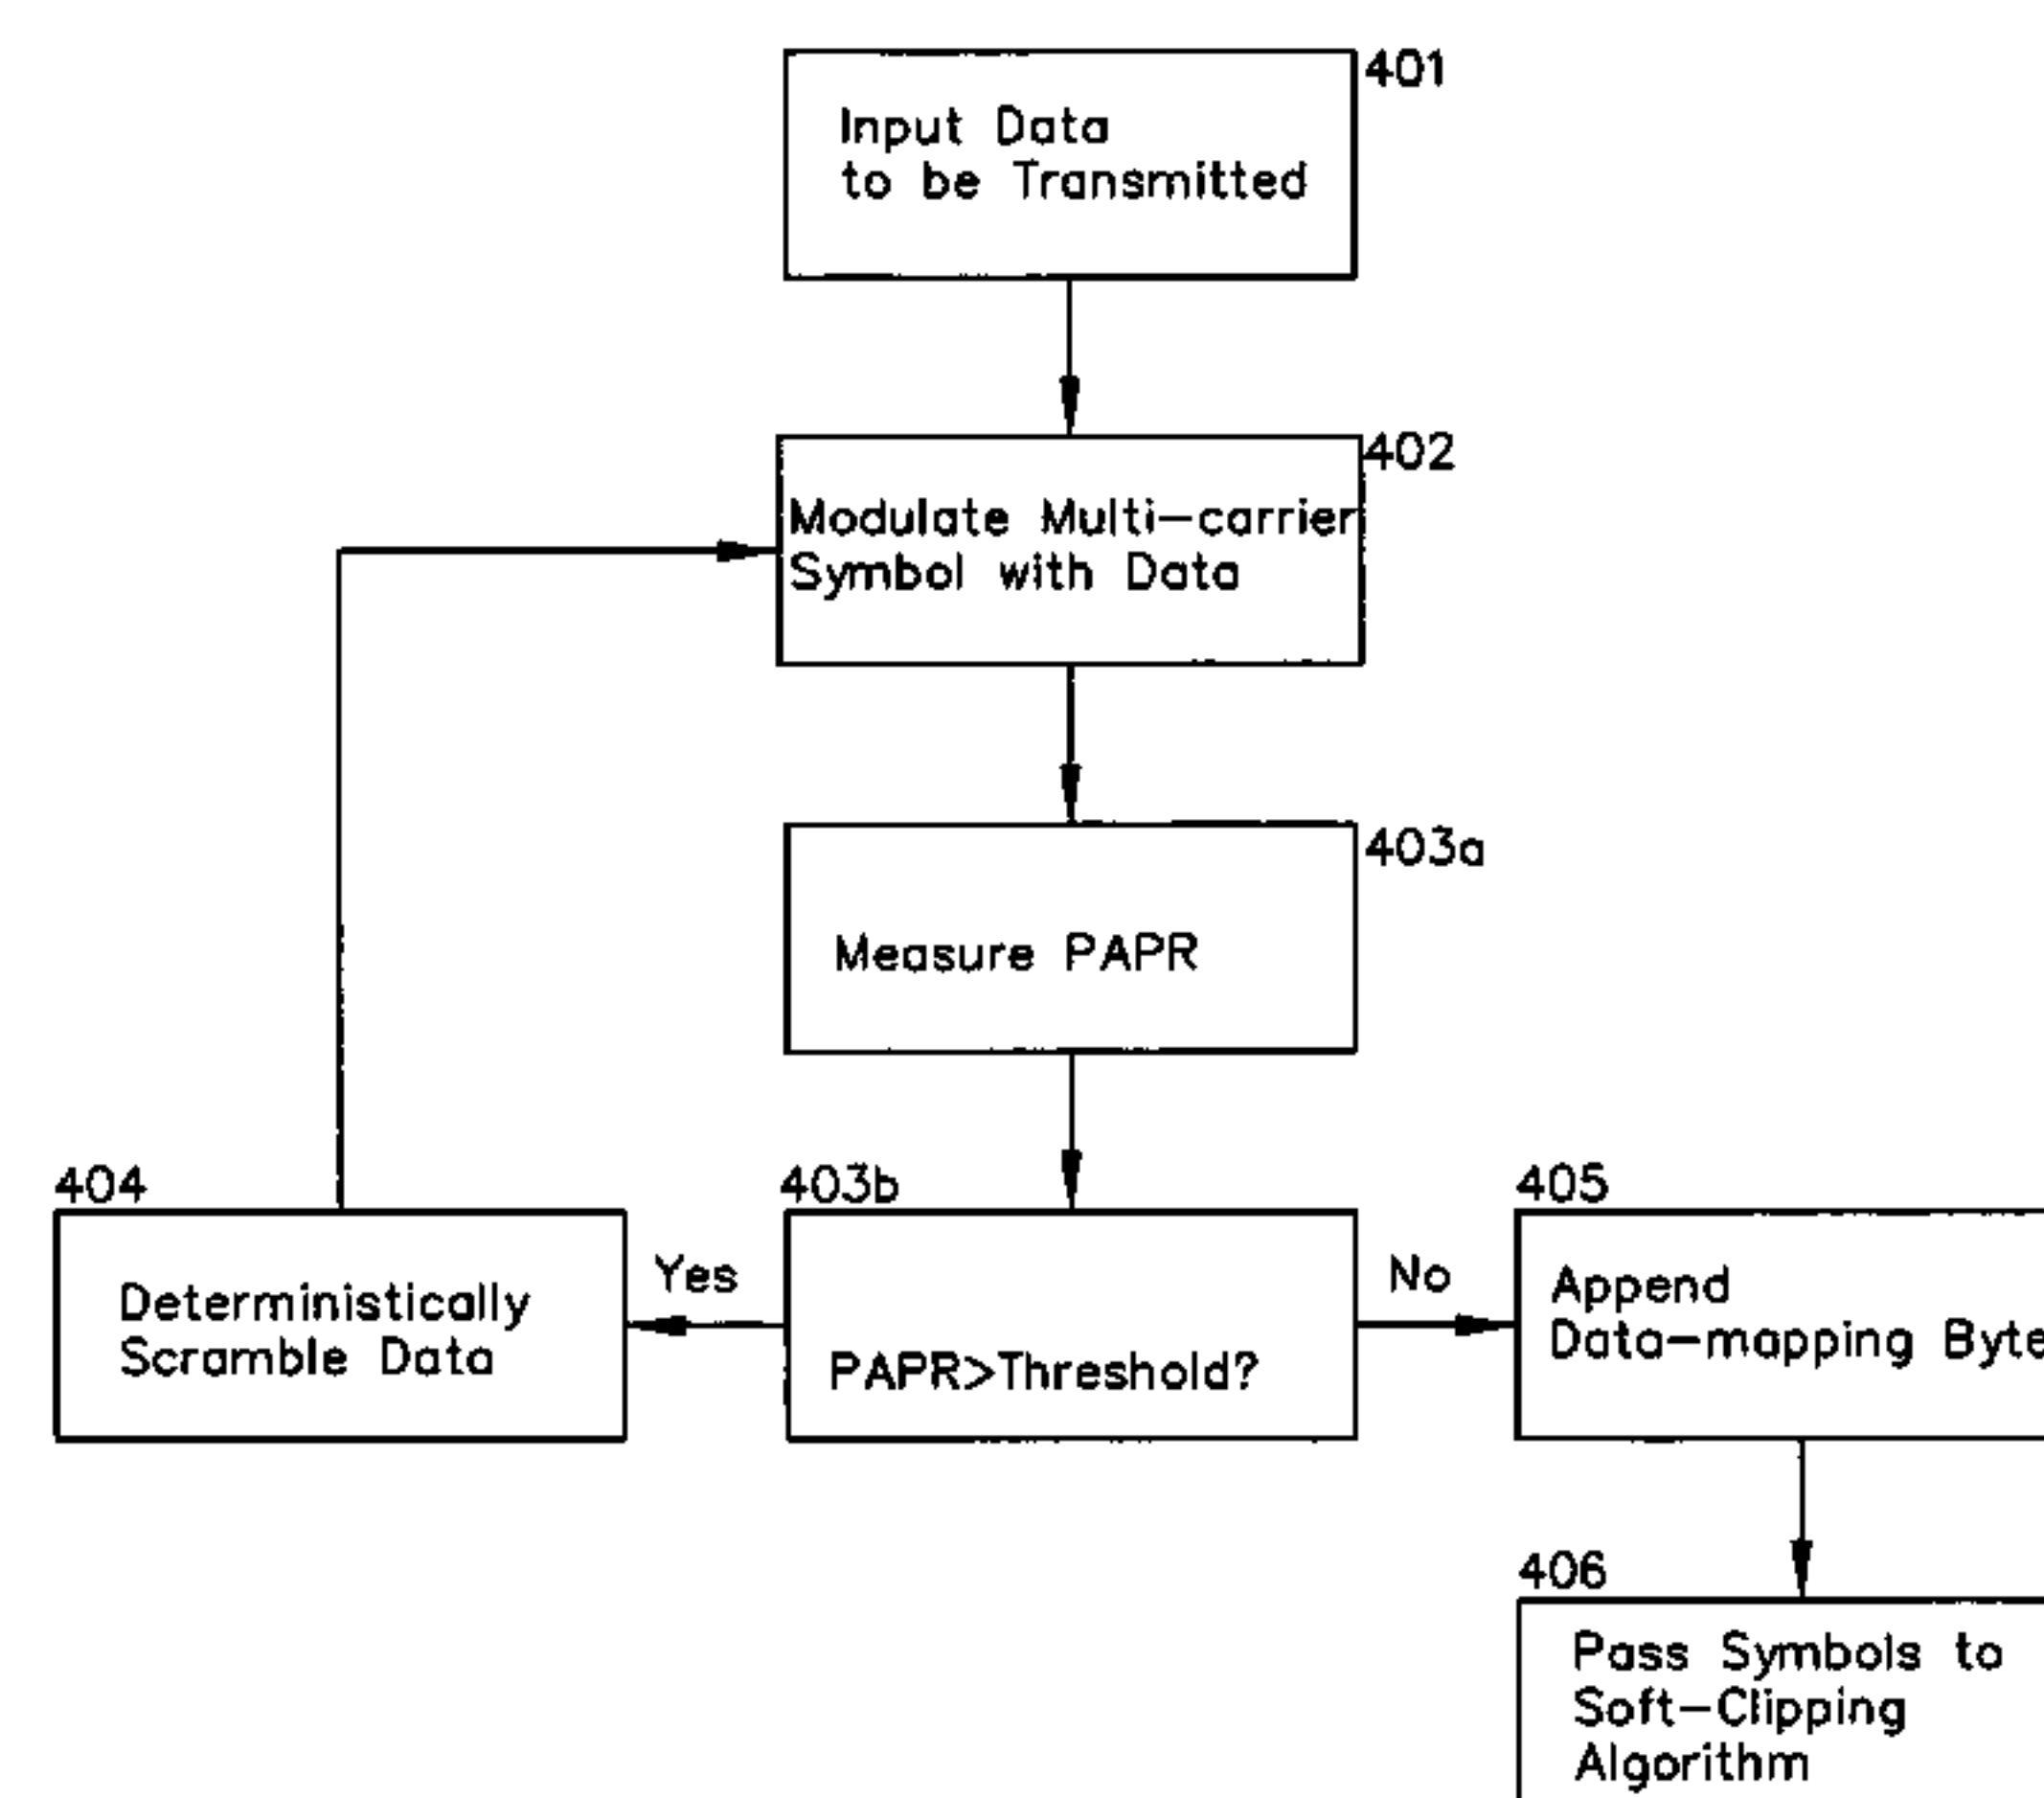 401
Input Data
to be Transmitted
402
Modulate Multi-carrier
Symbol with Data
403a
Measure PAPR
404
Deterministically
Scramble Data
Yes
403b
PAPR>Threshold?
No
405
Append
Data-mapping Byte
406
Pass Symbols to
Soft-Clipping
Algorithm